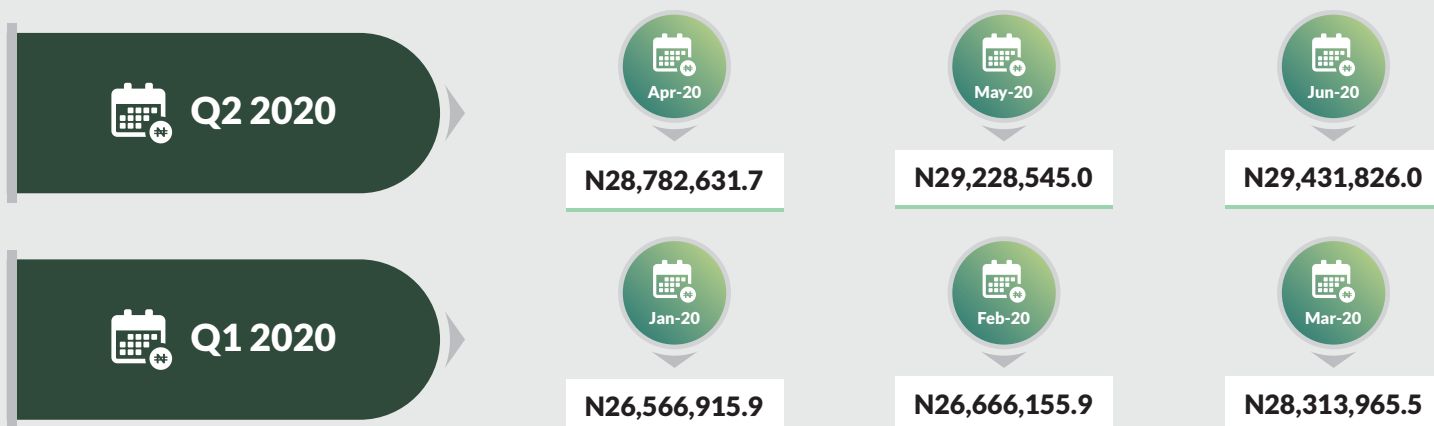 Q2 2020
Apr-20
May-20
Jun-20
N28,782,631.7
N29,228,545.0
N29,431,826.0
Q1 2020
Jan-20
Feb-20
Mar-20
N26,566,915.9
N26,666,155.9
N28,313,965.5